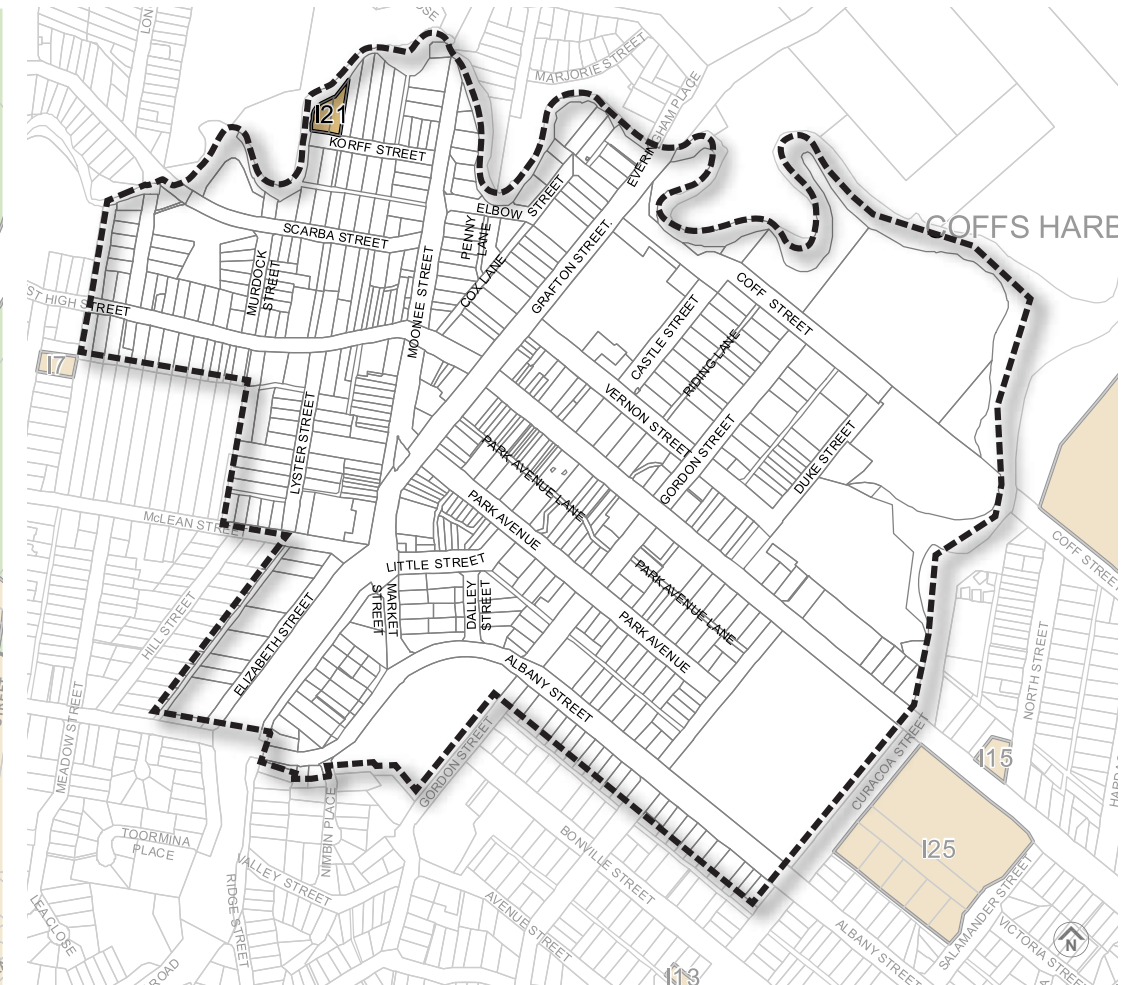 LON
OSE
MARJORIE STREET
EVERINGHAM PLACE
I21
KORFF STREET
ELBOW STREET
PENNY
LANE
SCARBA STREET
COX LANE
GRAFTON STREET.
COFFS HARB
MURDOCK
STREET
MOONEE STREET
COFF STREET
ST HIGH STREET
CASTLE STREET
RIDING LANE
I7
VERNON STREET
GORDON STREET
LYSTER STREET
DUKE STREET
PARK AVENUE LANE
PARK AVENUE
McLEAN STREET
COFF STREE
LITTLE STREET
MARKET
STREET
DALLEY
STREET
PARK AVENUE LANE
PARK AVENUE
HILL STREET
ELIZABETH STREET
ALBANY STREET
NORTH STREET
STREET
MEADOW STREET
GORDON STREET
CURACOA STREET
I15
HARBO
NIMBIN PLACE
TOORMINA
PLACE
I25
BONVILLE STREET
VALLEY STREET
RIDGE STREET
LEA CLOSE
AVENUE STREET
ALBANY STREET
SALAMANDER STREET
VICTORIA STREE
ROAD
I13
N